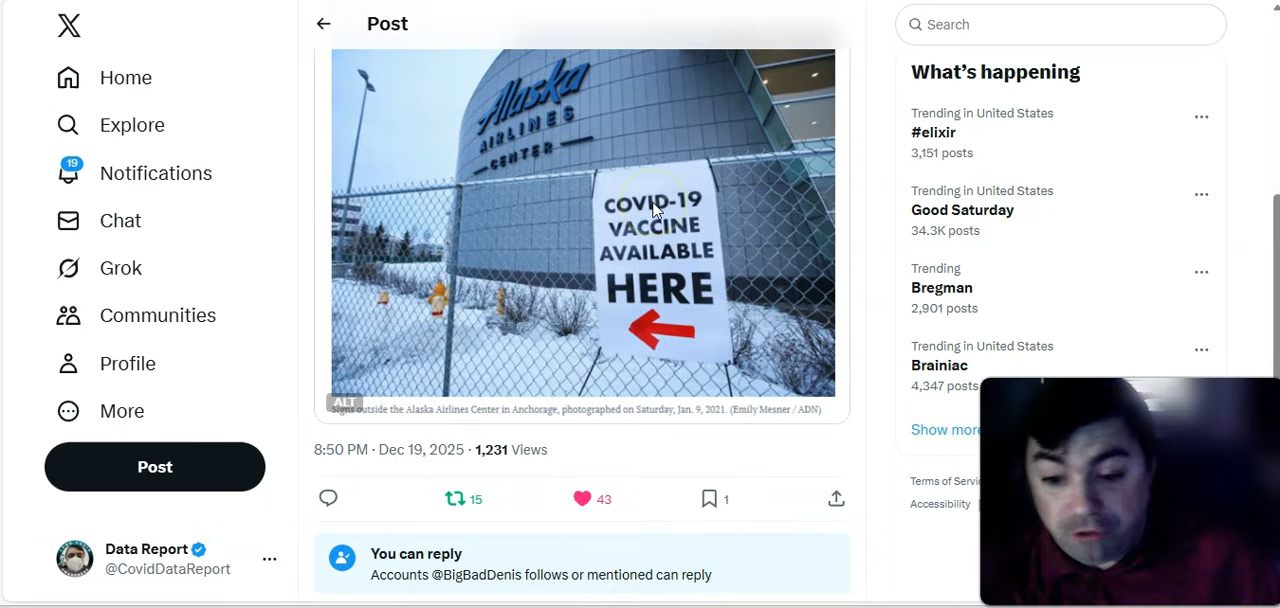 Post
Search
Home
Explore
19
Notifications
Chat
Grok
Communities
Profile
More
Post
Data Report
@CovidDataReport
Alaska
AIRLINES
CENTER
COVID-19
VACCINE
AVAILABLE
HERE
ALT
Signs outside the Alaska Airlines Center in Anchorage, photographed on Saturday, Jan. 9, 2021. (Emily Mesner / ADN)
8:50 PM · Dec 19, 2025 · 1,231 Views
15
43
1
You can reply
Accounts @BigBadDenis follows or mentioned can reply
What's happening
Trending in United States
#elixir
3,151 posts
Trending in United States
Good Saturday
34.3K posts
Trending
Bregman
2,901 posts
Trending in United States
Brainiac
4,347 posts
Show more
Terms of
Accessibility